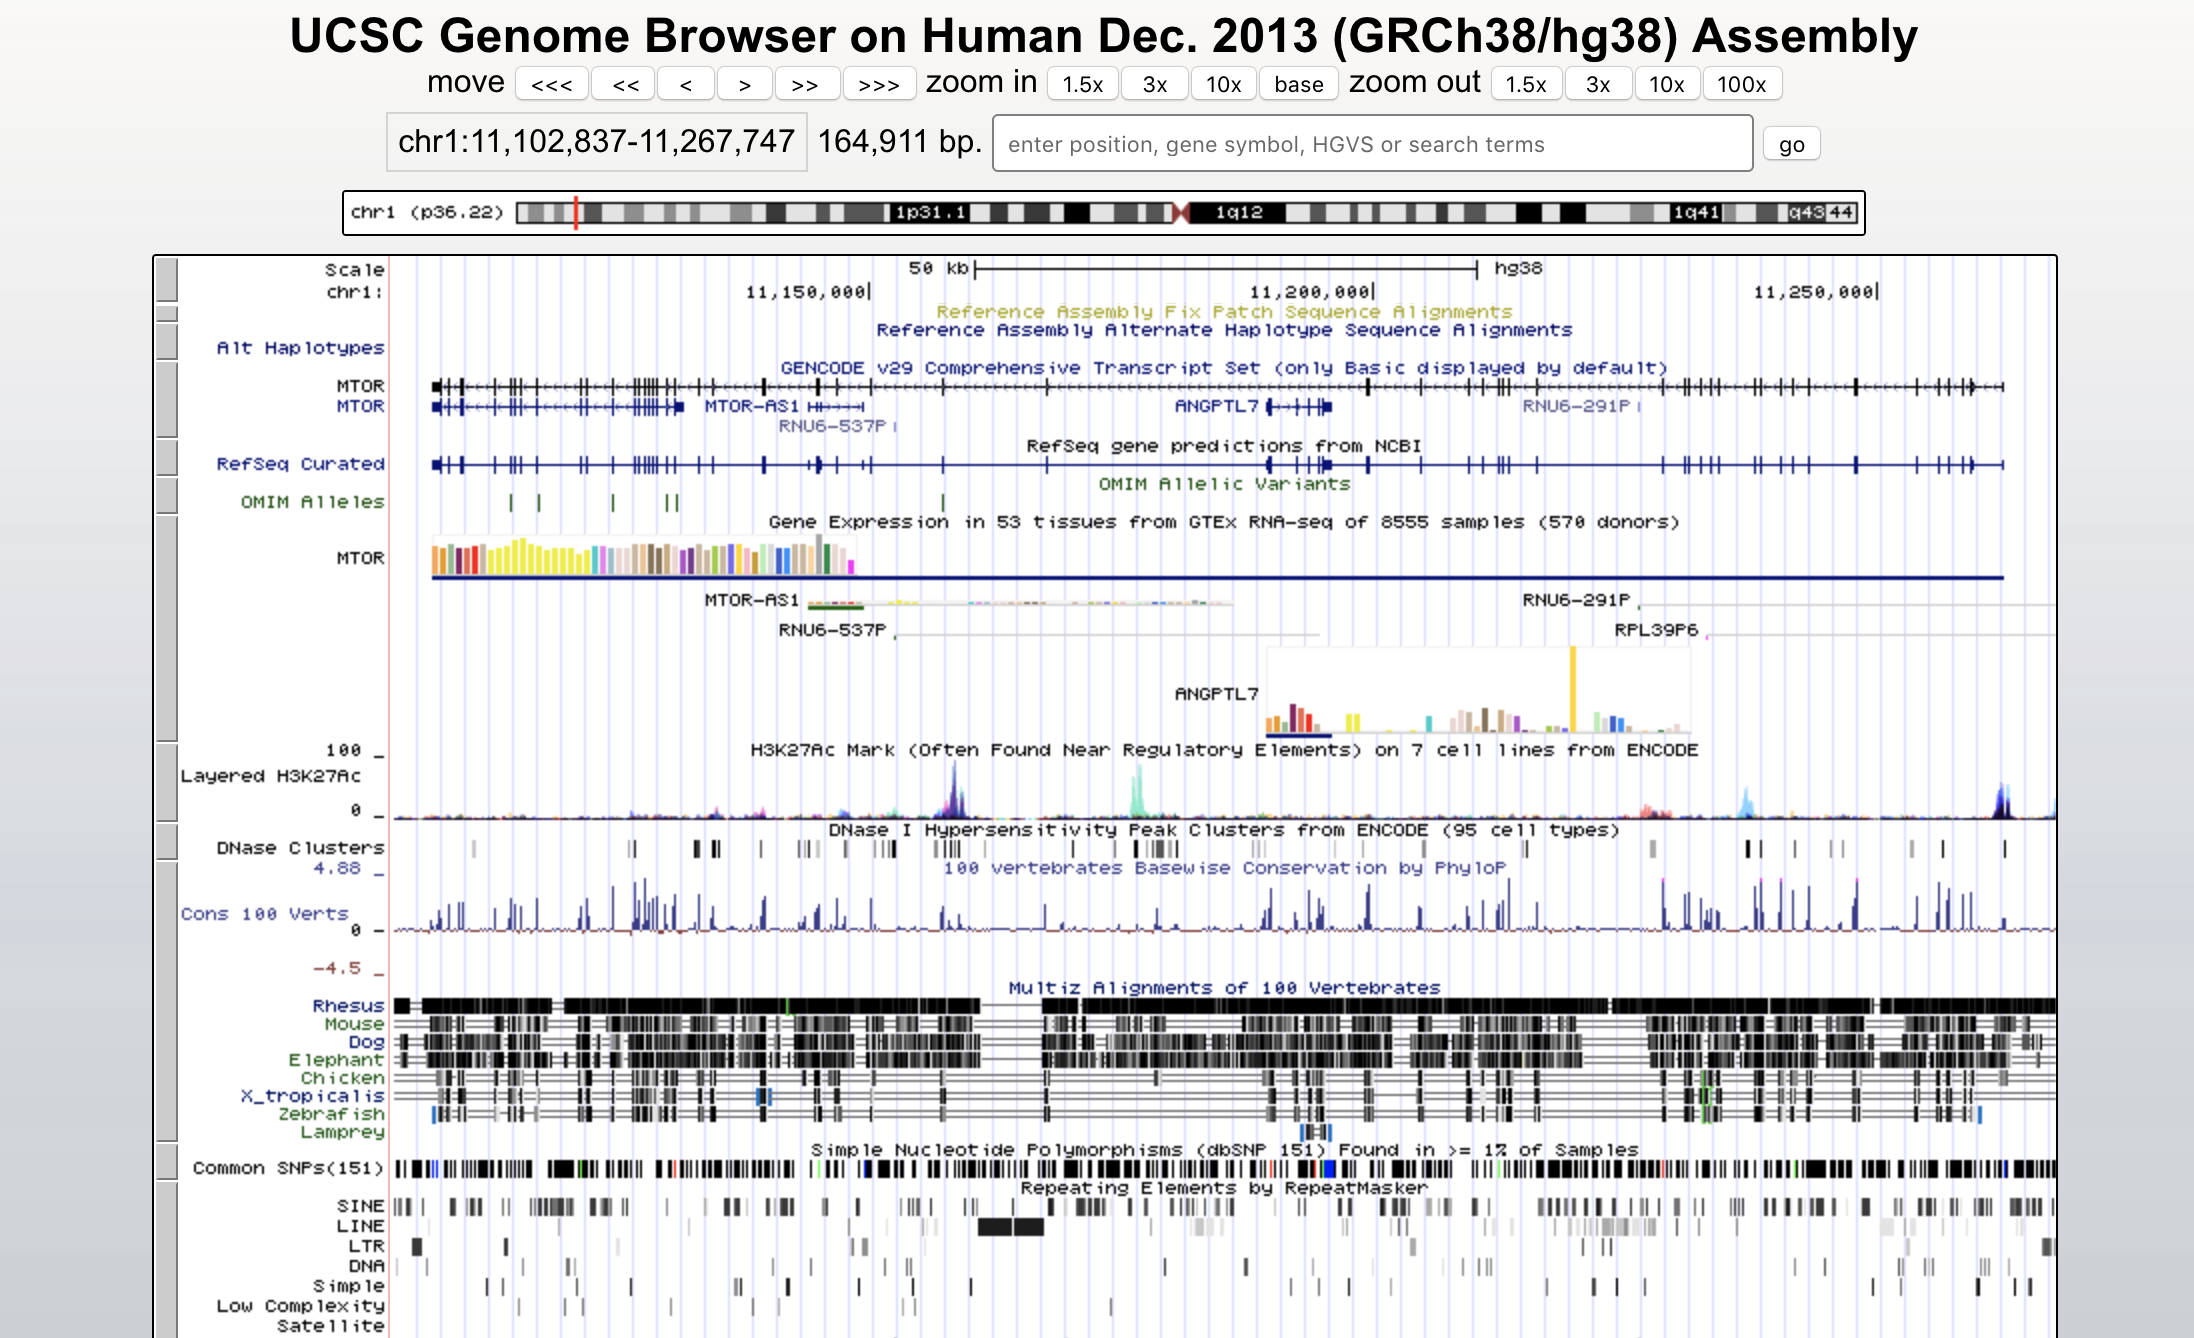 UCSC Genome Browser on Human Dec. 2013 (GRCh38/hg38) Assembly
move <<< << < > >> >>> zoom in 1.5x 3x 10x base zoom out 1.5x 3x 10x 100x
chr1:11,102,837-11,267,747 164,911 bp. enter position, gene symbol, HGVS or search terms go
chr1 (p36.22) 1p31.1 1q12 1q41 q43 44
Scale 50 kb hg38
chr1: 11,150,000 11,200,000 11,250,000
Reference Assembly Fix Patch Sequence Alignments
Reference Assembly Alternate Haplotype Sequence Alignments
Alt Haplotypes
GENCODE v29 Comprehensive Transcript Set (only Basic displayed by default)
MTOR
MTOR MTOR-AS1 ANGPTL7 RNU6-291P
RNU6-537P
RefSeq gene predictions from NCBI
RefSeq Curated
OMIM Allelic Variants
OMIM Alleles
Gene Expression in 53 tissues from GTEx RNA-seq of 8555 samples (570 donors)
MTOR
MTOR-AS1 RNU6-291P
RNU6-537P RPL39P6
ANGPTL7
H3K27Ac Mark (Often Found Near Regulatory Elements) on 7 cell lines from ENCODE
100 _
Layered H3K27Ac
0 _
DNase I Hypersensitivity Peak Clusters from ENCODE (95 cell types)
DNase Clusters
100 vertebrates Basewise Conservation by PhyloP
4.88 _
Cons 100 Verts
0 -
-4.5 _
Multiz Alignments of 100 Vertebrates
Rhesus
Mouse
Dog
Elephant
Chicken
X_tropicalis
Zebrafish
Lamprey
Simple Nucleotide Polymorphisms (dbSNP 151) Found in >= 1% of Samples
Common SNPs(151)
Repeating Elements by RepeatMasker
SINE
LINE
LTR
DNA
Simple
Low Complexity
Satellite